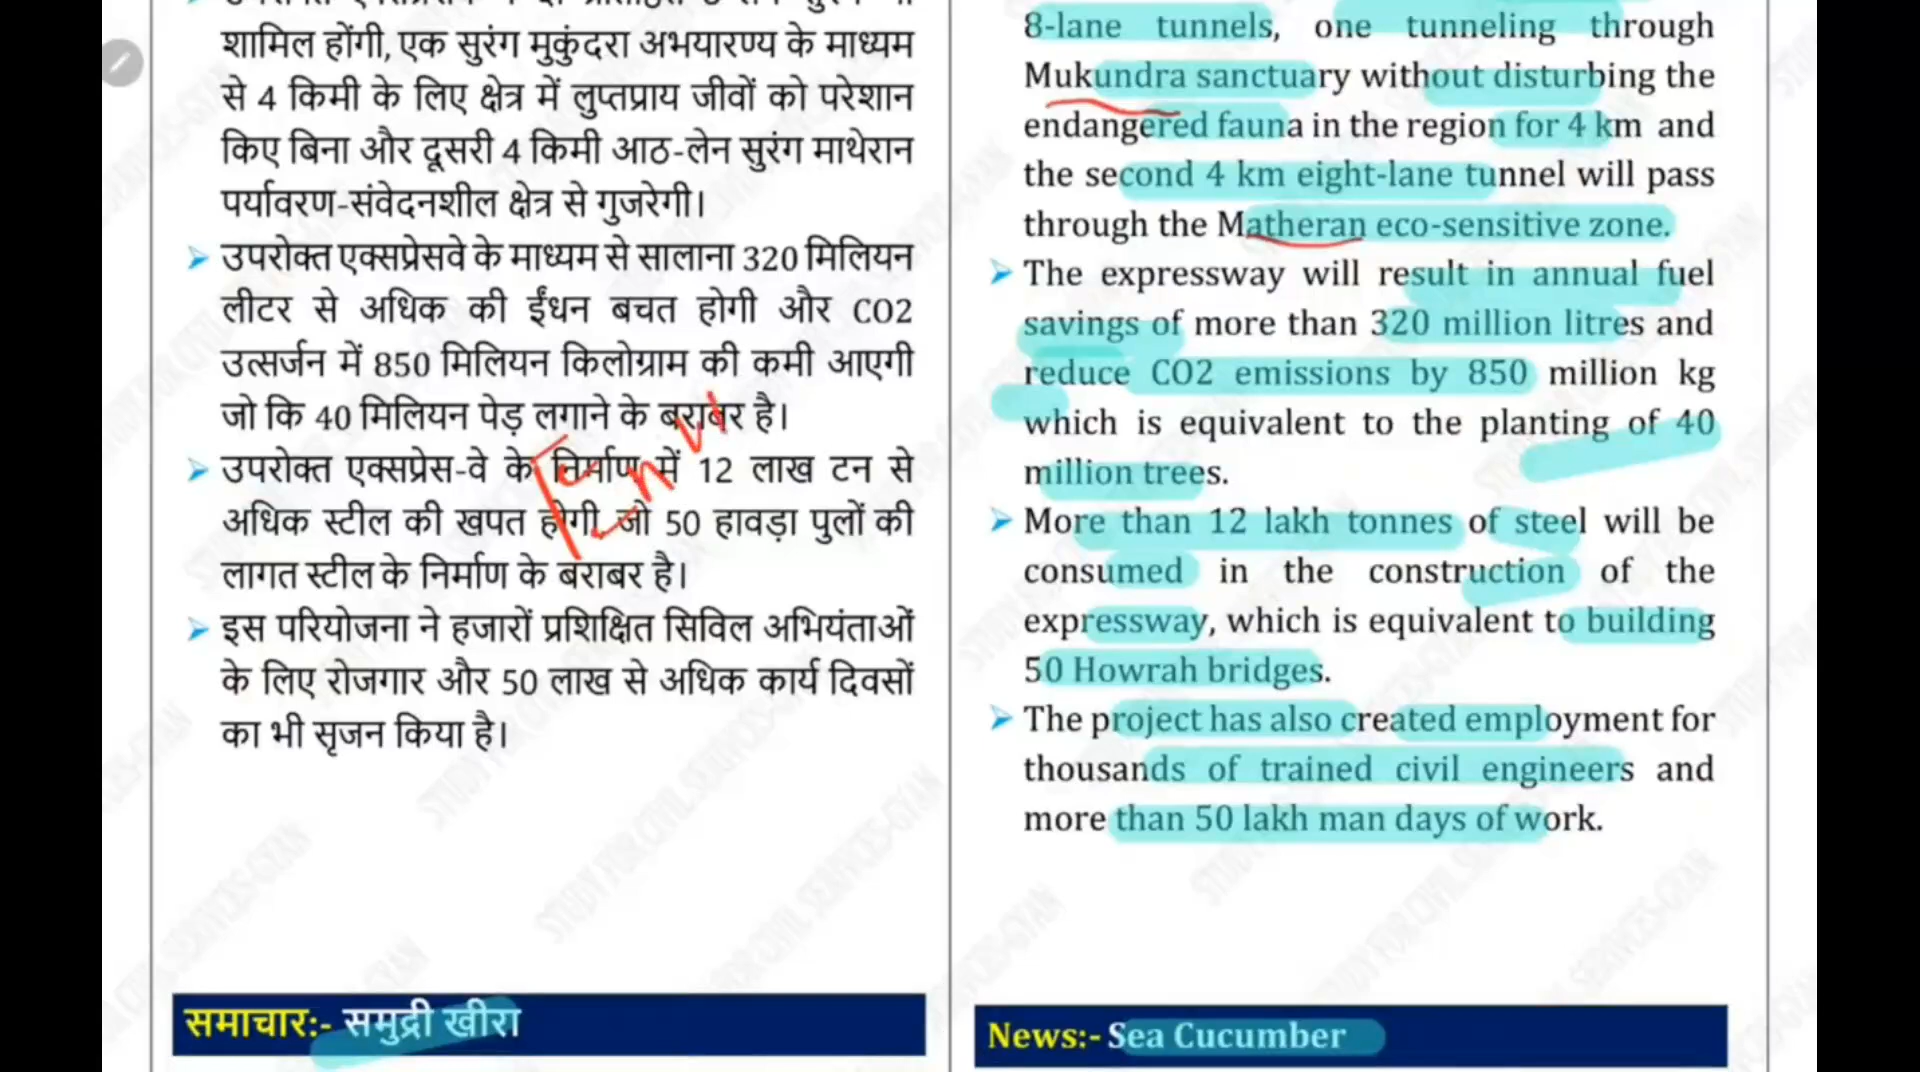 शामिल होंगी, एक सुरंग मुकुंदरा अभयारण्य के माध्यम
से 4 किमी के लिए क्षेत्र में लुप्तप्राय जीवों को परेशान
किए बिना और दूसरी 4 किमी आठ-लेन सुरंग माथेरान
पर्यावरण-संवेदनशील क्षेत्र से गुजरेगी।
उपरोक्त एक्सप्रेसवे के माध्यम से सालाना 320 मिलियन
लीटर से अधिक की ईंधन बचत होगी और CO2
उत्सर्जन में 850 मिलियन किलोग्राम की कमी आएगी
जो कि 40 मिलियन पेड़ लगाने के बराबर है।
उपरोक्त एक्सप्रेस-वे के निर्माण में 12 लाख टन से
अधिक स्टील की खपत होगी जो 50 हावड़ा पुलों की
लागत स्टील के निर्माण के बराबर है।
इस परियोजना ने हजारों प्रशिक्षित सिविल अभियंताओं
के लिए रोजगार और 50 लाख से अधिक कार्य दिवसों
का भी सृजन किया है।
समाचार:- समुद्री खीरा
8-lane tunnels, one tunneling through
Mukundra sanctuary without disturbing the
endangered fauna in the region for 4 km and
the second 4 km eight-lane tunnel will pass
through the Matheran eco-sensitive zone.
The expressway will result in annual fuel
savings of more than 320 million litres and
reduce CO2 emissions by 850 million kg
which is equivalent to the planting of 40
million trees.
More than 12 lakh tonnes of steel will be
consumed in the construction of the
expressway, which is equivalent to building
50 Howrah bridges.
The project has also created employment for
thousands of trained civil engineers and
more than 50 lakh man days of work.
News:- Sea Cucumber